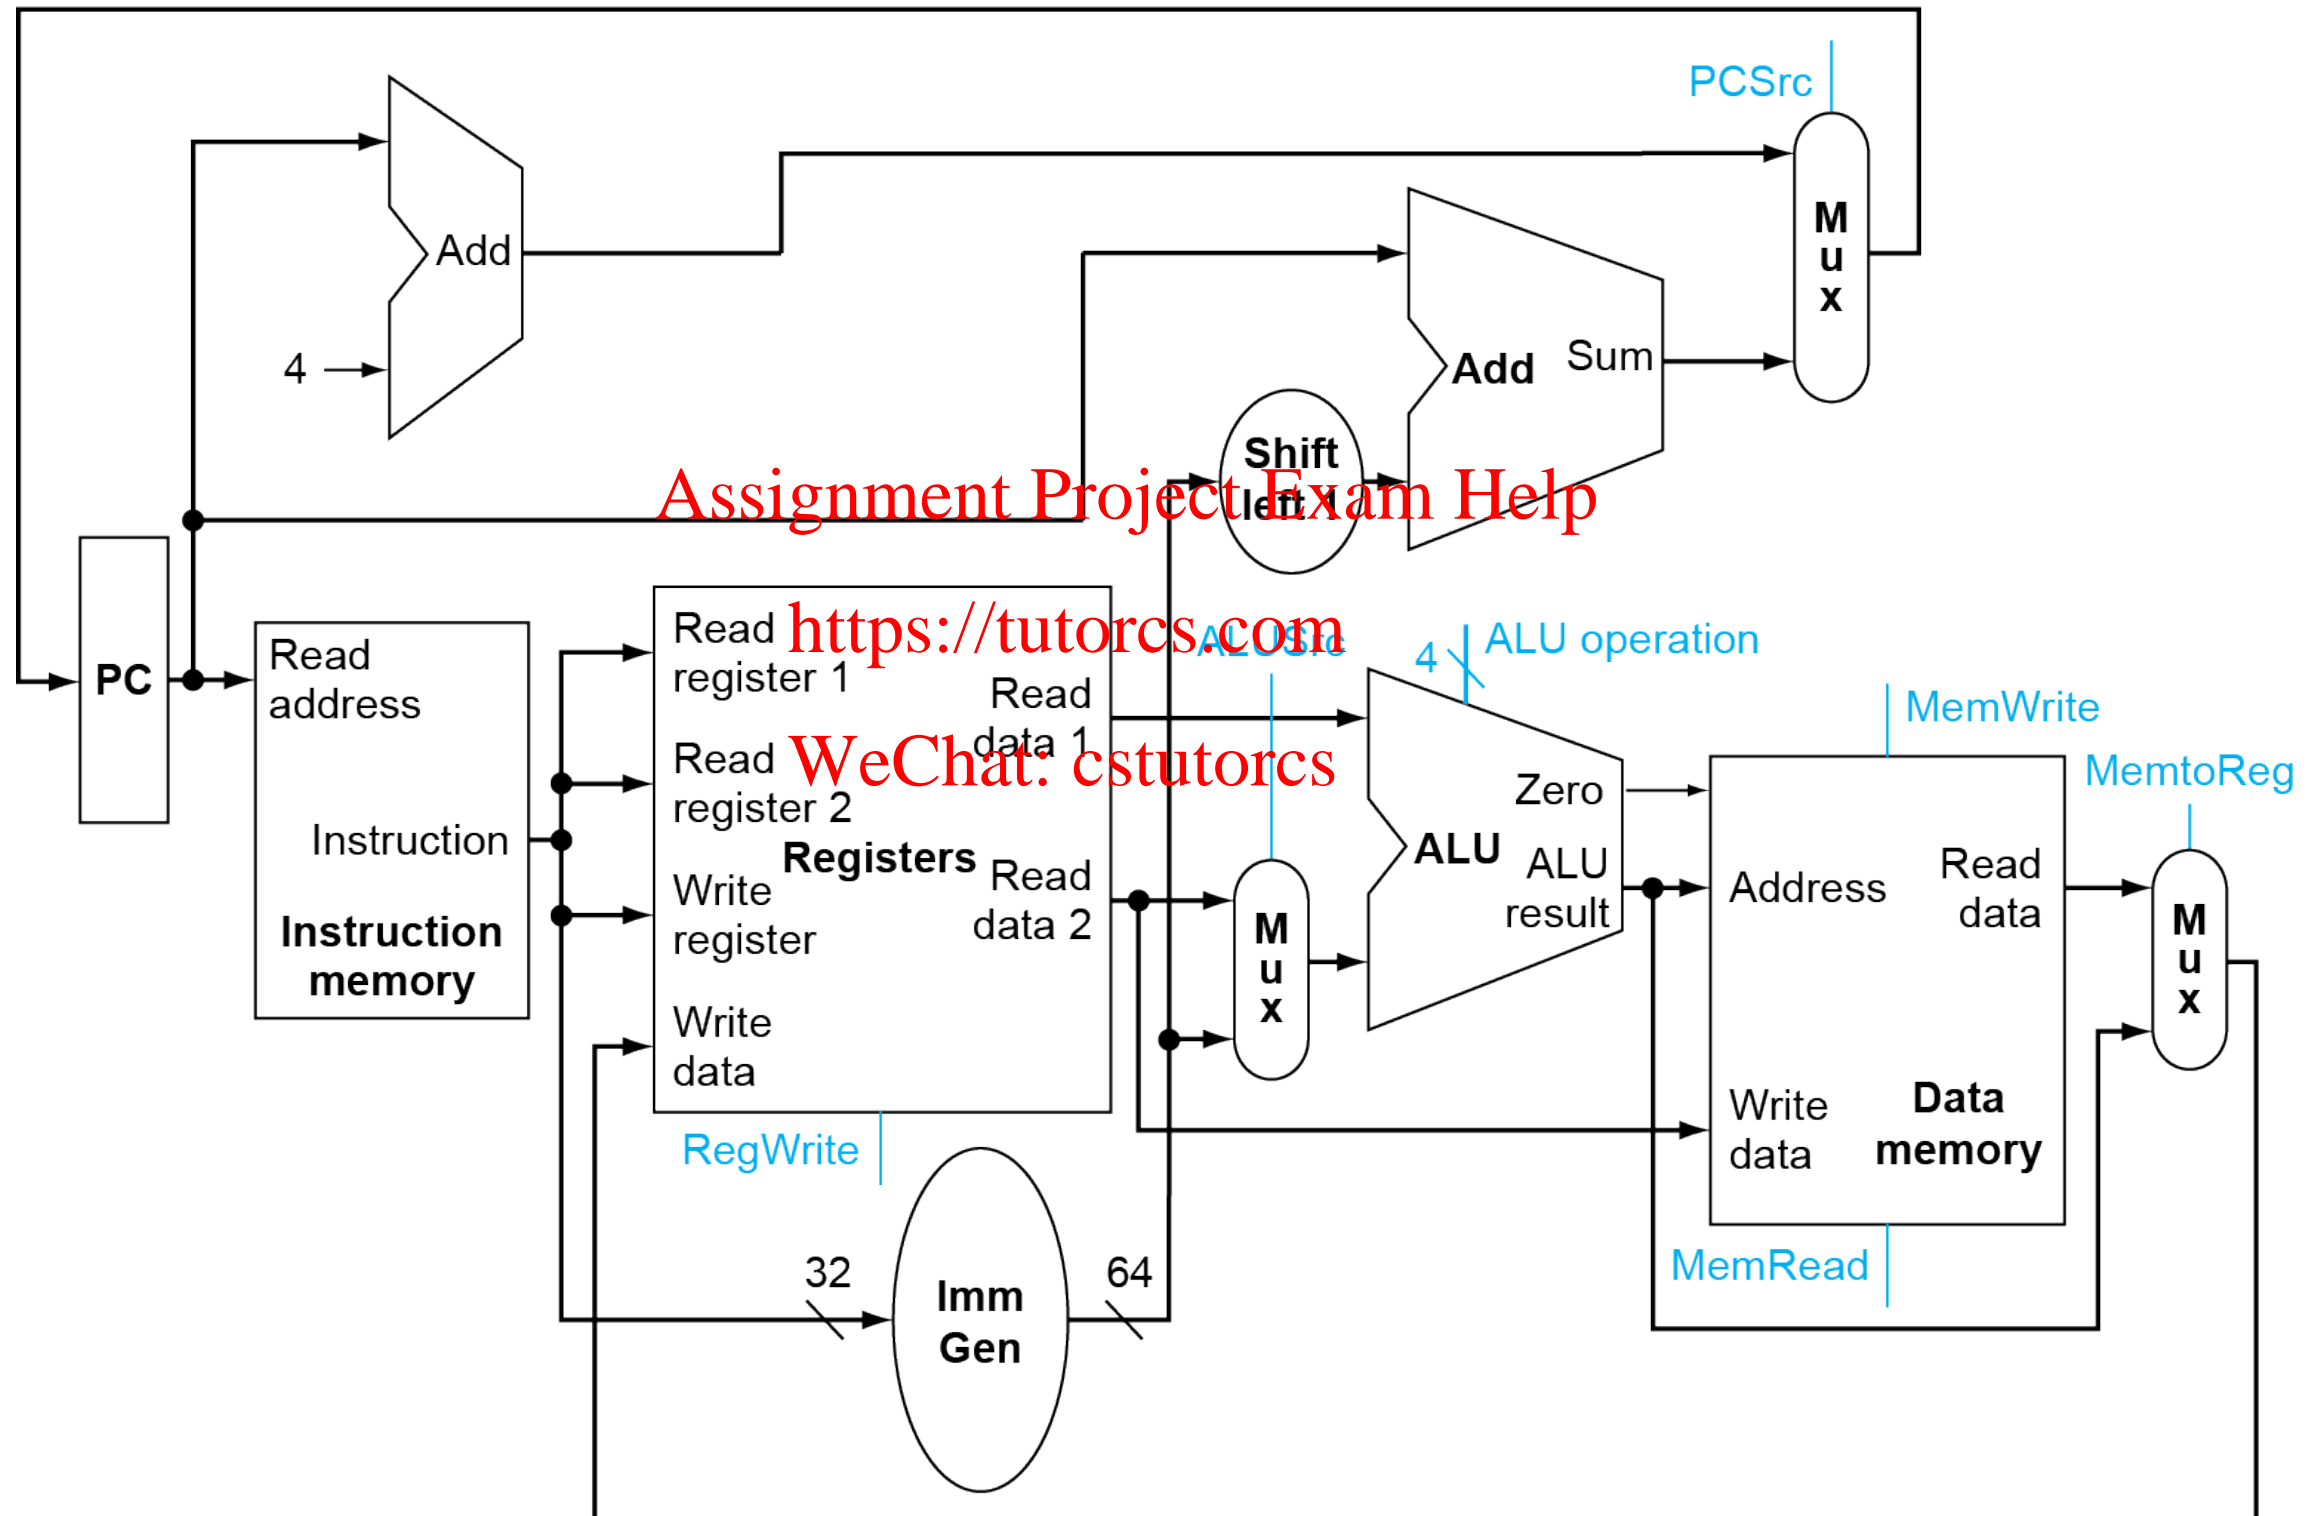 PCSrc
Add
4
M
u
x
Add
Sum
Shift
left 1
Assignment Project Exam Help
PC
Read
address
Instruction
Instruction
memory
Read
register 1
Read
register 2
Registers
Write
register
Write
data
Read
data 1
Read
data 2
RegWrite
https://tutorcs.com
WeChat: cstutorcs
ALUSrc
M
u
x
4
ALU operation
Zero
ALU
ALU
result
MemWrite
Address
Read
data
Write
data
Data
memory
MemRead
MemtoReg
M
u
x
32
Imm
Gen
64